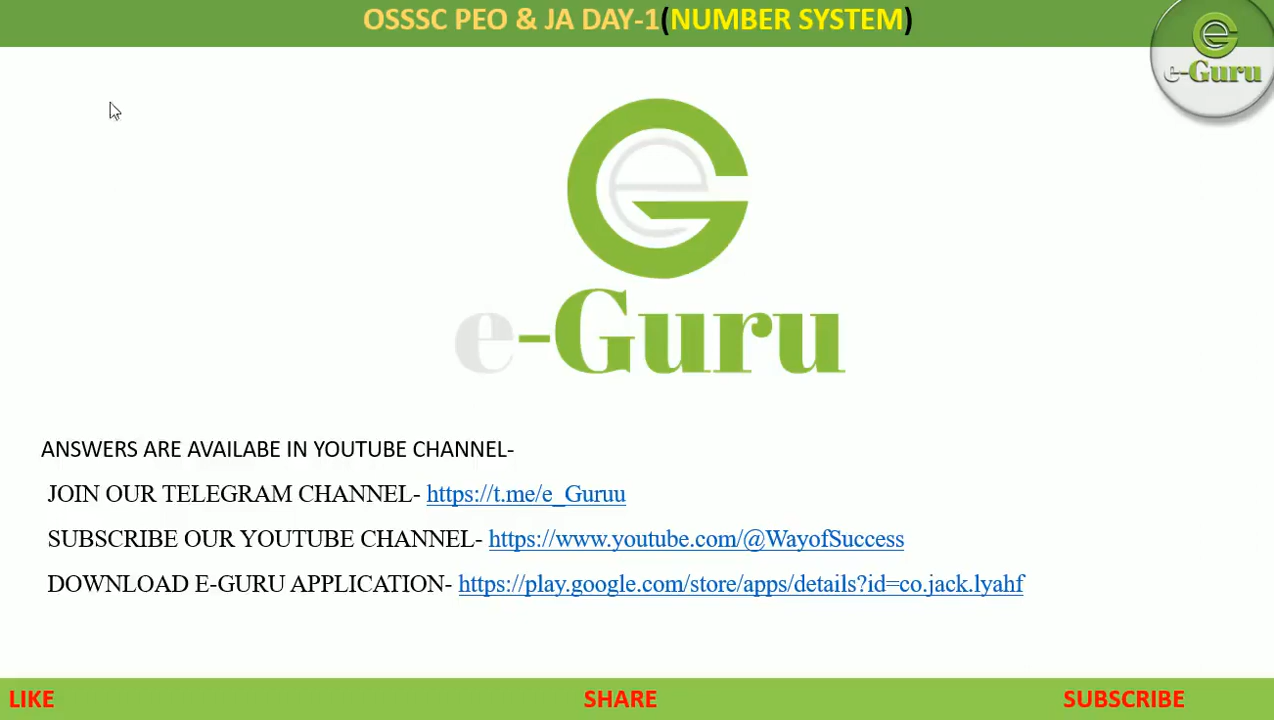 OSSSC PEO & JA DAY-1(NUMBER SYSTEM)
e-Guru
e-Guru
ANSWERS ARE AVAILABE IN YOUTUBE CHANNEL-
JOIN OUR TELEGRAM CHANNEL- https://t.me/e_Guruu
SUBSCRIBE OUR YOUTUBE CHANNEL- https://www.youtube.com/@WayofSuccess
DOWNLOAD E-GURU APPLICATION- https://play.google.com/store/apps/details?id=co.jack.lyahf
LIKE SHARE SUBSCRIBE